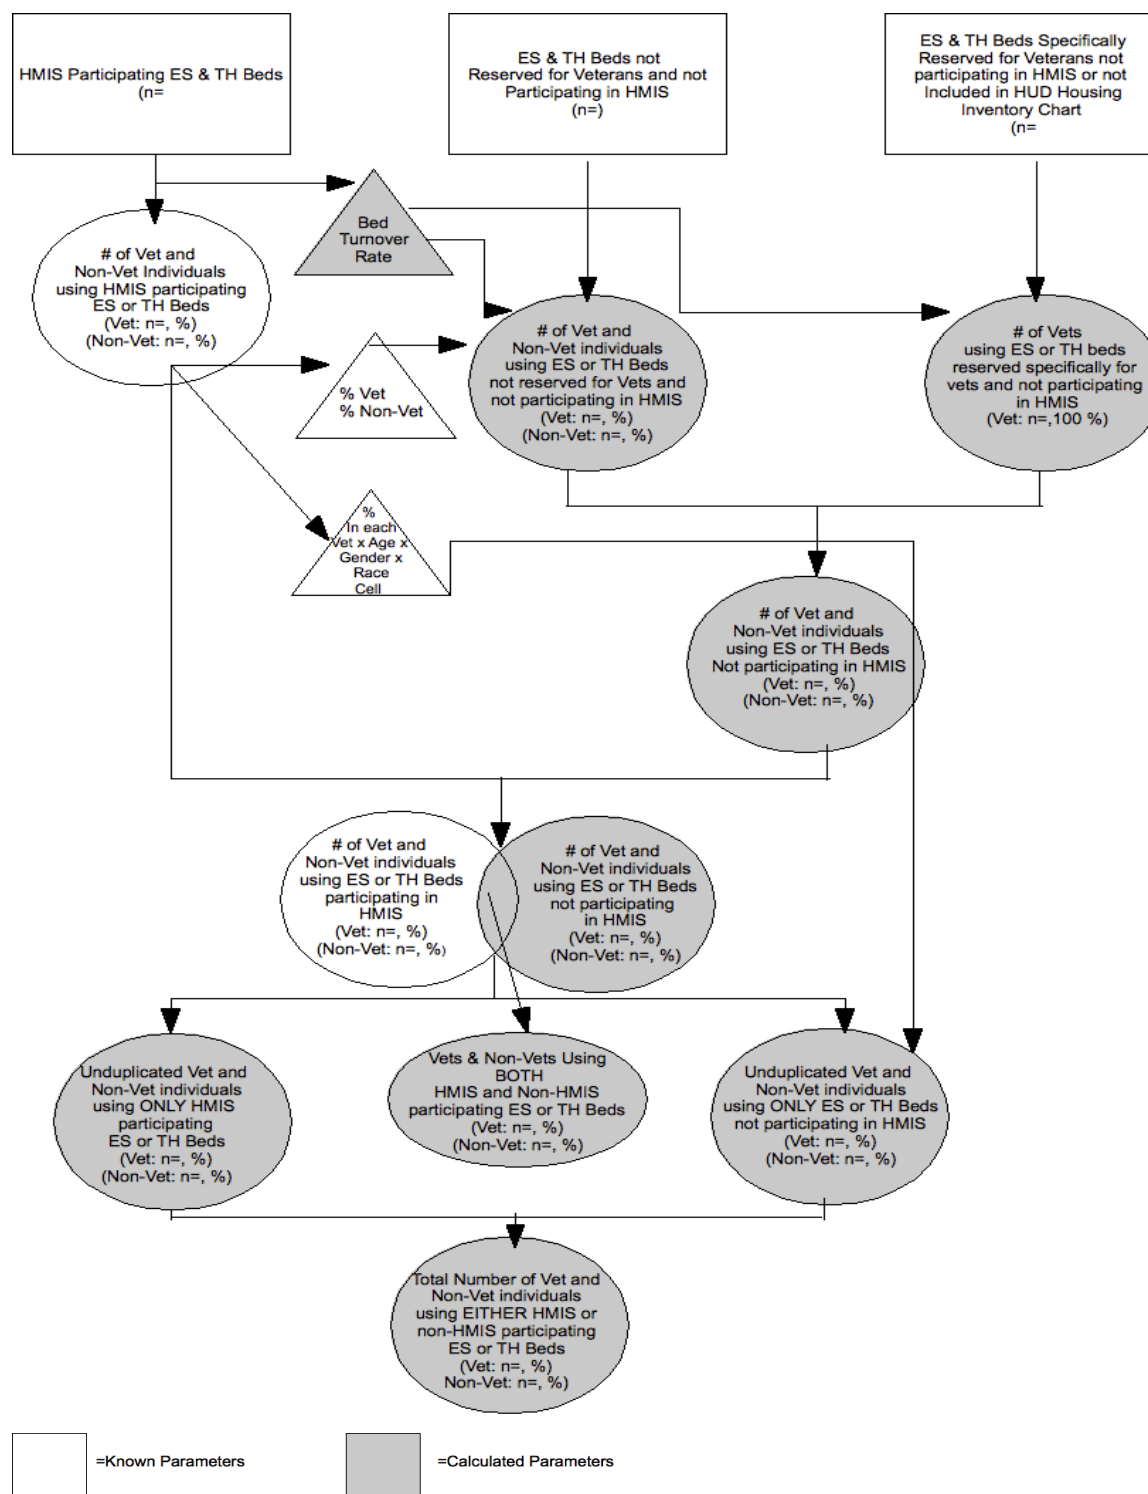 HMIS Participating ES & TH Beds
(n=
ES & TH Beds not
Reserved for Veterans and not
Participating in HMIS
(n=)
ES & TH Beds Specifically
Reserved for Veterans not
participating in HMIS or not
Included in HUD Housing
Inventory Chart
(n=
Bed
Turnover
Rate
# of Vet and
Non-Vet Individuals
using HMIS participating
ES or TH Beds
(Vet: n=, %)
(Non-Vet: n=, %)
% Vet
% Non-Vet
# of Vet and
Non-Vet individuals
using ES or TH Beds
not reserved for Vets and
not participating in HMIS
(Vet: n=, %)
(Non-Vet: n=, %)
# of Vets
using ES or TH beds
reserved specifically for
vets and not participating
in HMIS
(Vet: n=,100 %)
%
In each
Vet x Age x
Gender x
Race
Cell
# of Vet and
Non-Vet individuals
using ES or TH Beds
Not participating in HMIS
(Vet: n=, %)
(Non-Vet: n=, %)
# of Vet and
Non-Vet individuals
using ES or TH Beds
participating in
HMIS
(Vet: n=, %)
(Non-Vet: n=, %)
# of Vet and
Non-Vet individuals
using ES or TH Beds
not participating
in HMIS
(Vet: n=, %)
(Non-Vet: n=, %)
Unduplicated Vet and
Non-Vet individuals
using ONLY HMIS
participating
ES or TH Beds
(Vet: n=, %)
(Non-Vet: n=, %)
Vets & Non-Vets Using
BOTH
HMIS and Non-HMIS
participating ES or TH Beds
(Vet: n=, %)
(Non-Vet: n=, %)
Unduplicated Vet and
Non-Vet individuals
using ONLY ES or TH Beds
not participating in HMIS
(Vet: n=, %)
(Non-Vet: n=, %)
Total Number of Vet and
Non-Vet individuals
using EITHER HMIS or
non-HMIS participating
ES or TH Beds
(Vet: n=, %)
Non-Vet: n=, %)
=Known Parameters
=Calculated Parameters